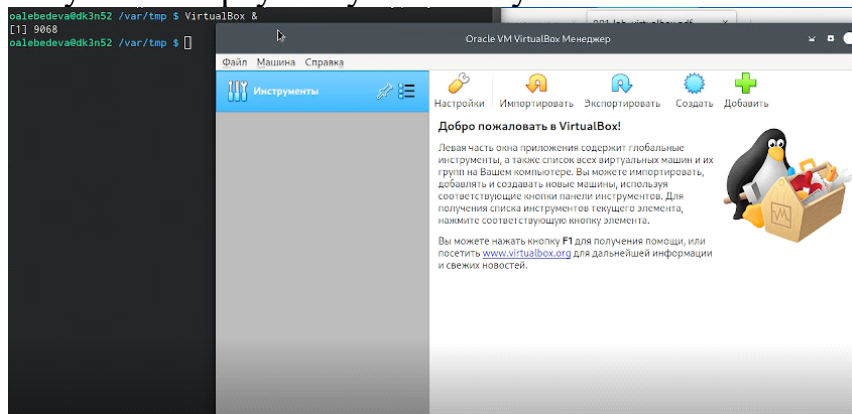 oalebedeva@dk3n52 /var/tmp $ VirtualBox &
[1] 9068
oalebedeva@dk3n52 /var/tmp $
Oracle VM VirtualBox Менеджер
Файл Машина Справка
Инструменты
Настройки Импортировать Экспортировать Создать Добавить
Добро пожаловать в VirtualBox!
Левая часть окна приложения содержит глобальные
инструменты, а также список всех виртуальных машин и их
групп на Вашем компьютере. Вы можете импортировать,
добавлять и создавать новые машины, используя
соответствующие кнопки панели инструментов. Для
получения списка инструментов текущего элемента,
нажмите соответствующую кнопку элемента.
Вы можете нажать кнопку F1 для получения помощи, или
посетить www.virtualbox.org для дальнейшей информации
и свежих новостей.